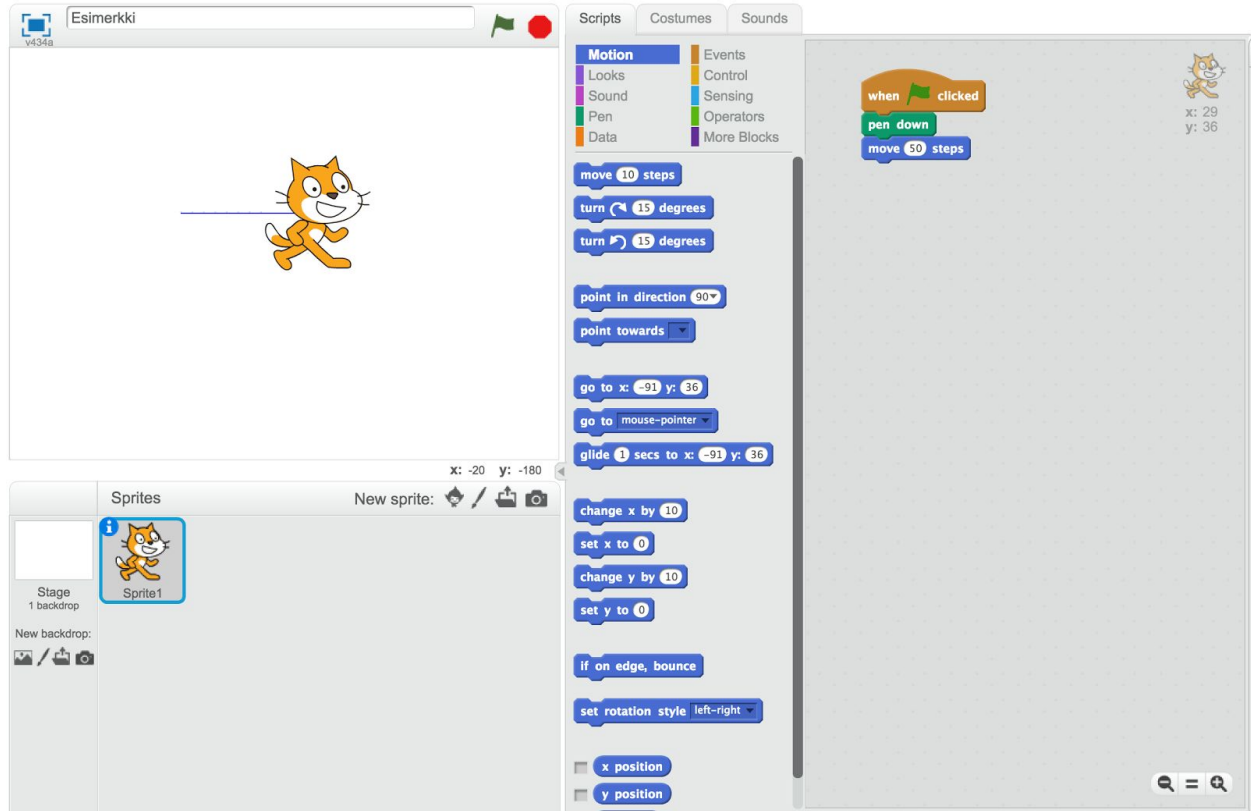 Esimerkki
v434a
x: -20 y: -180
Sprites
New sprite:
Stage
1 backdrop
New backdrop:
Sprite1
Scripts
Costumes
Sounds
Motion
Looks
Sound
Pen
Data
Events
Control
Sensing
Operators
More Blocks
move 10 steps
turn 15 degrees
turn 15 degrees
point in direction 90
point towards
go to x: -91 y: 36
go to mouse-pointer
glide 1 secs to x: -91 y: 36
change x by 10
set x to 0
change y by 10
set y to 0
if on edge, bounce
set rotation style left-right
x position
y position
when clicked
pen down
move 50 steps
x: 29
y: 36